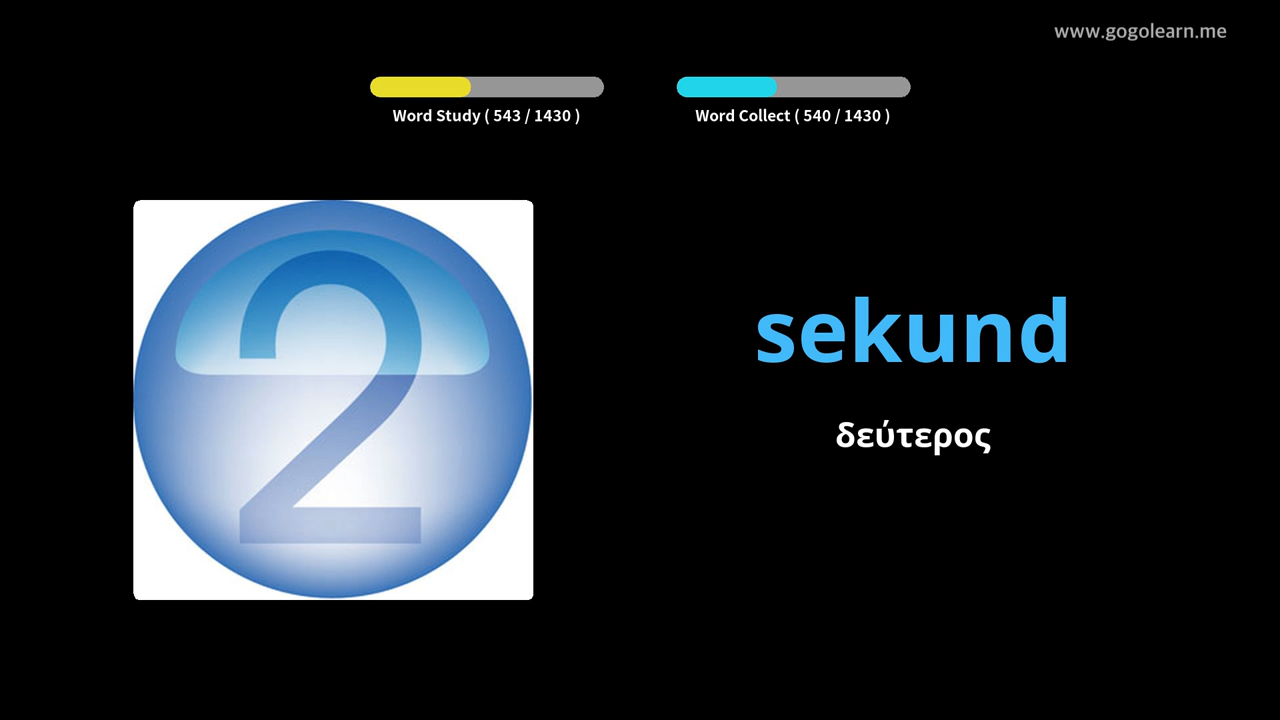 www.gogolearn.me
Word Study ( 543 / 1430 )
Word Collect ( 540 / 1430 )
2
sekund
δεύτερος